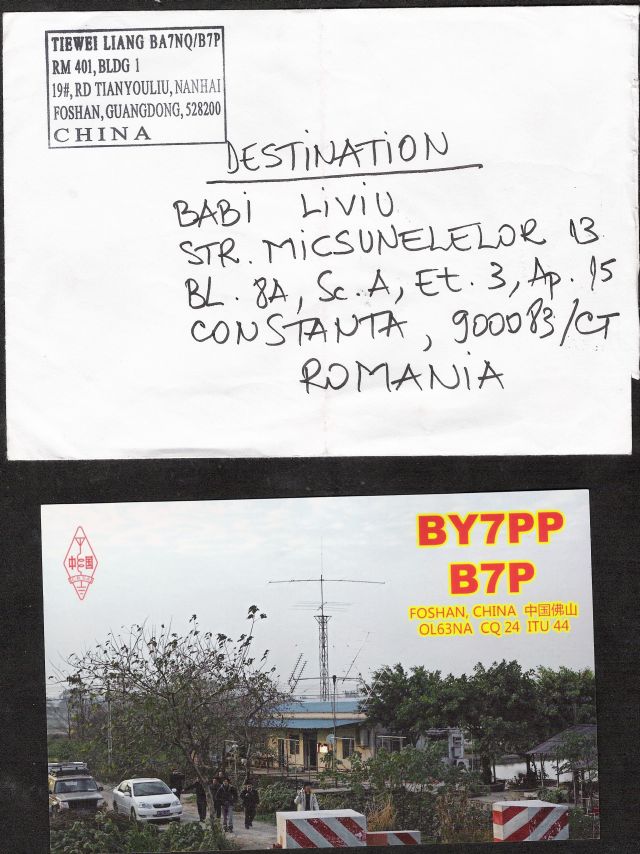 TIEWEI LIANG BA7NQ/B7P
RM 401, BLDG 1
19#, RD TIANYOULIU, NANHAI
FOSHAN, GUANGDONG, 528200
CHINA
DESTINATION
BABI LIVIU
STR. MICSUNELELOR 13
BL. 8A, Sc. A, Et. 3, Ap. 15
CONSTANTA, 900083/CT
ROMANIA
BY7PP
B7P
FOSHAN, CHINA 中国佛山
OL63NA CQ 24 ITU 44
中国